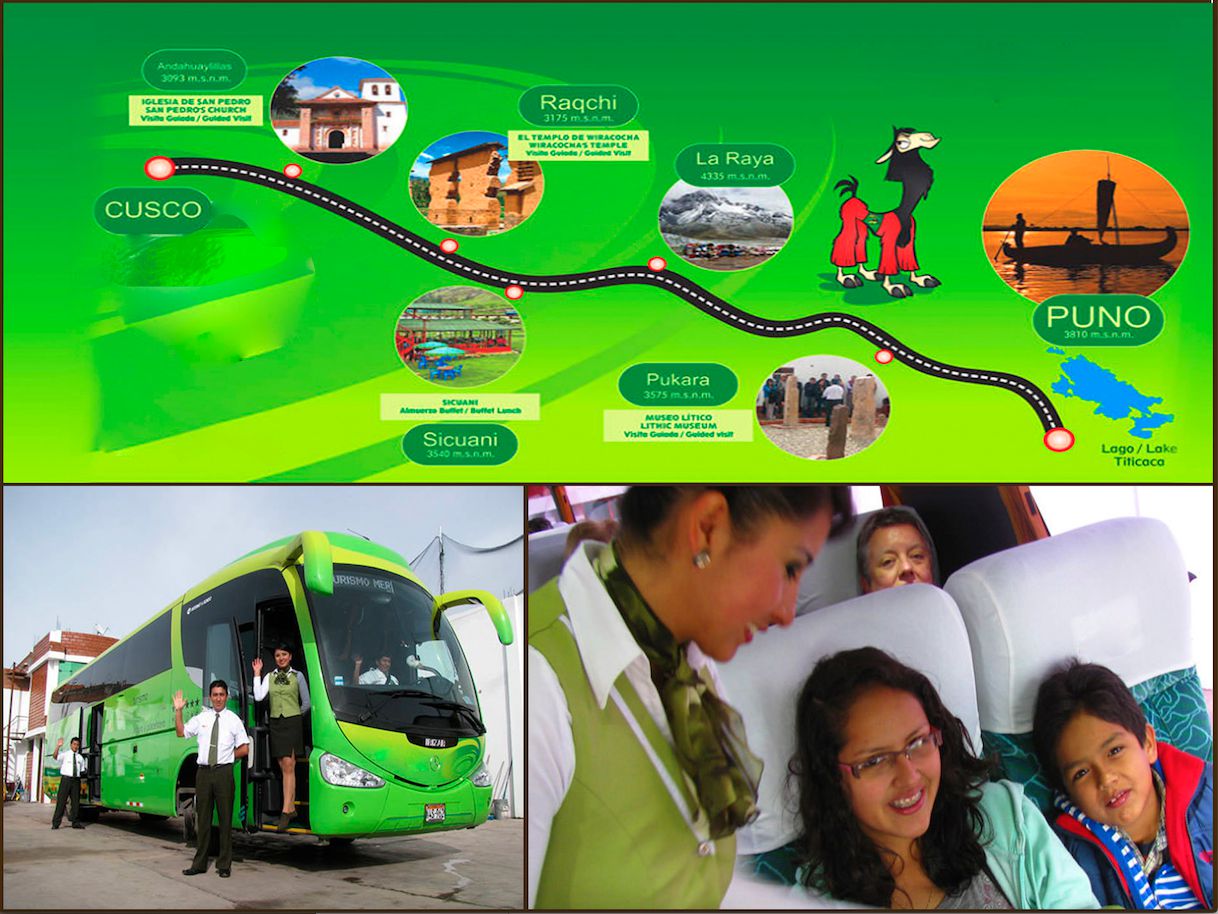 Andahuaylillas
3093 m.s.n.m.
IGLESIA DE SAN PEDRO
SAN PEDRO'S CHURCH
Visita Guiada / Guided Visit
Raqchi
3175 m.s.n.m.
EL TEMPLO DE WIRACOCHA
WIRACOCHA'S TEMPLE
Visita Guiada / Guided Visit
La Raya
4335 m.s.n.m.
CUSCO
PUNO
3810 m.s.n.m.
SICUANI
Almuerzo Buffet / Buffet Lunch
Sicuani
3540 m.s.n.m.
Pukara
3575 m.s.n.m.
MUSEO LÍTICO
LITHIC MUSEUM
Visita Guiada / Guided visit
Lago / Lake
Titicaca
URISMO MER